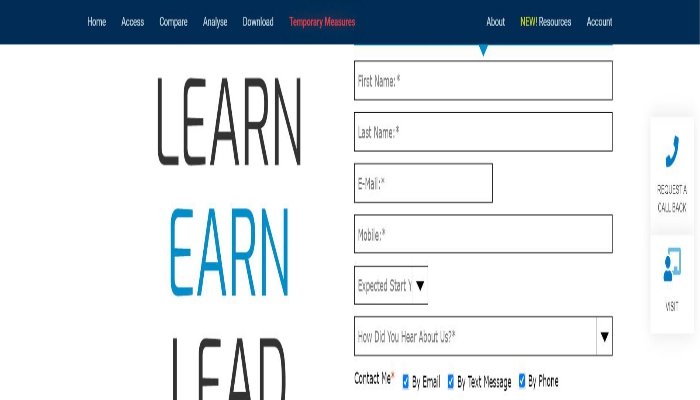 Home Access Compare Analyse Download Temporary Measures About NEW! Resources Account
LEARN
EARN
LEAD
First Name: *
Last Name:*
E-Mail:*
Mobile:*
Expected Start Y
How Did You Hear About Us?*
Contact Me* By Email By Text Message By Phone
REQUEST A
CALL BACK
VISIT